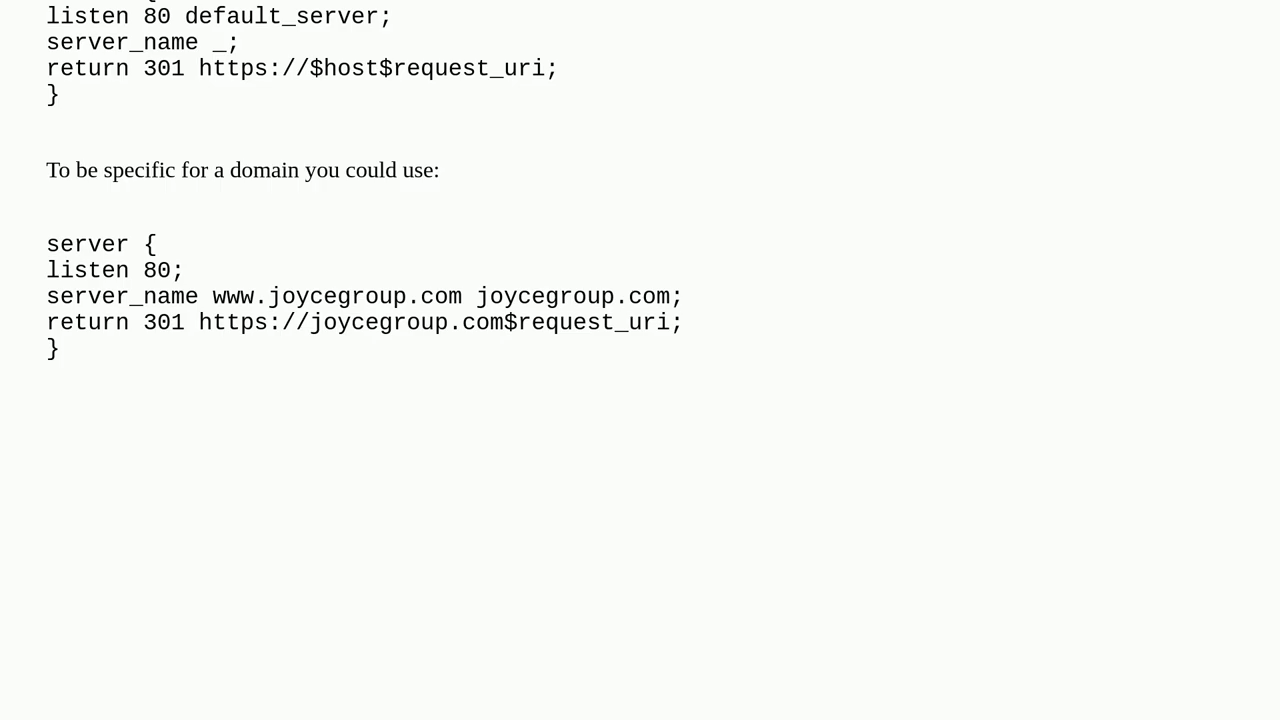 listen 80 default_server;
server_name _;
return 301 https://$host$request_uri;
}
To be specific for a domain you could use:
server {
listen 80;
server_name www.joycegroup.com joycegroup.com;
return 301 https://joycegroup.com$request_uri;
}